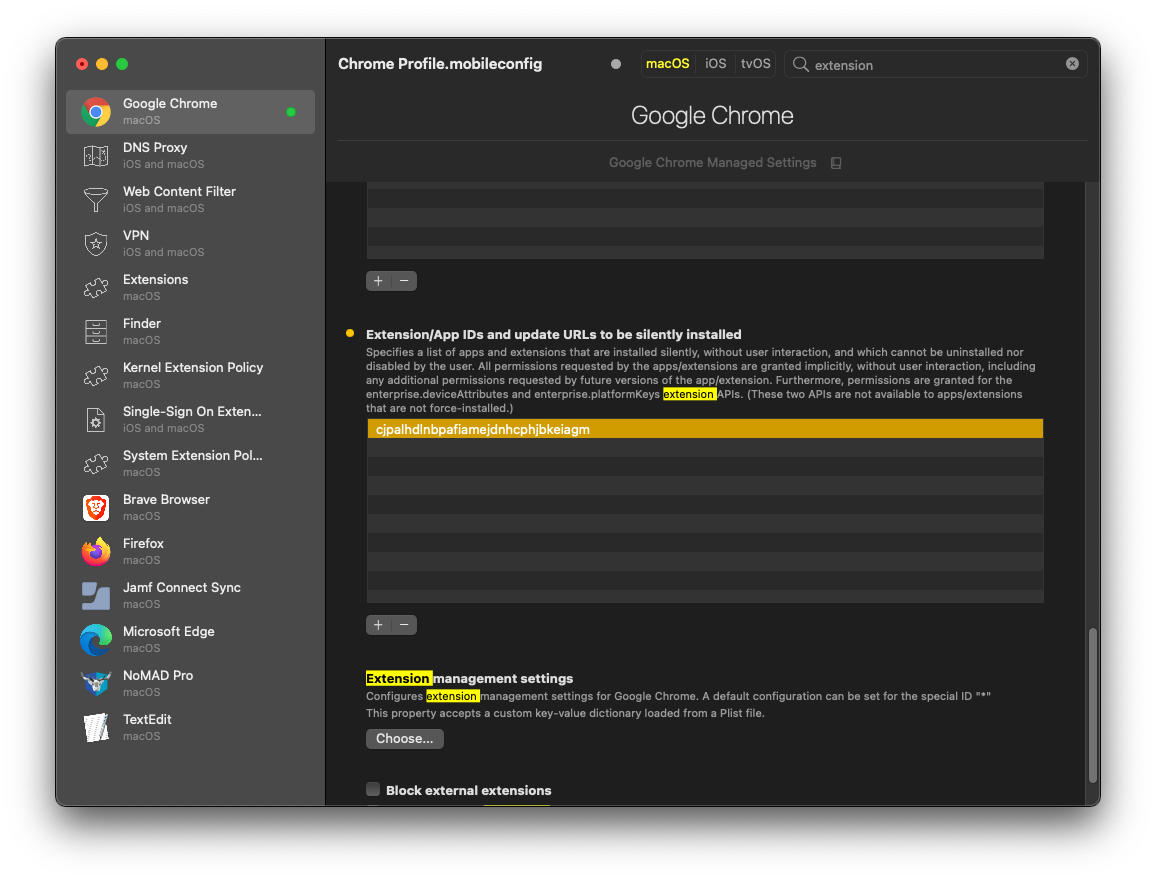 Chrome Profile.mobileconfig
macOS iOS tvOS
extension
Google Chrome
macOS
DNS Proxy
iOS and macOS
Web Content Filter
iOS and macOS
VPN
iOS and macOS
Extensions
macOS
Finder
macOS
Kernel Extension Policy
macOS
Single-Sign On Exten...
iOS and macOS
System Extension Pol...
macOS
Brave Browser
macOS
Firefox
macOS
Jamf Connect Sync
macOS
Microsoft Edge
macOS
NoMAD Pro
macOS
TextEdit
macOS
Google Chrome
Google Chrome Managed Settings
+ −
Extension/App IDs and update URLs to be silently installed
Specifies a list of apps and extensions that are installed silently, without user interaction, and which cannot be uninstalled nor
disabled by the user. All permissions requested by the apps/extensions are granted implicitly, without user interaction, including
any additional permissions requested by future versions of the app/extension. Furthermore, permissions are granted for the
enterprise.deviceAttributes and enterprise.platformKeys extension APIs. (These two APIs are not available to apps/extensions
that are not force-installed.)
cjpalhdlnbpafiamejdnhcphjbkeiagm
+ −
Extension management settings
Configures extension management settings for Google Chrome. A default configuration can be set for the special ID "*"
This property accepts a custom key-value dictionary loaded from a Plist file.
Choose...
Block external extensions